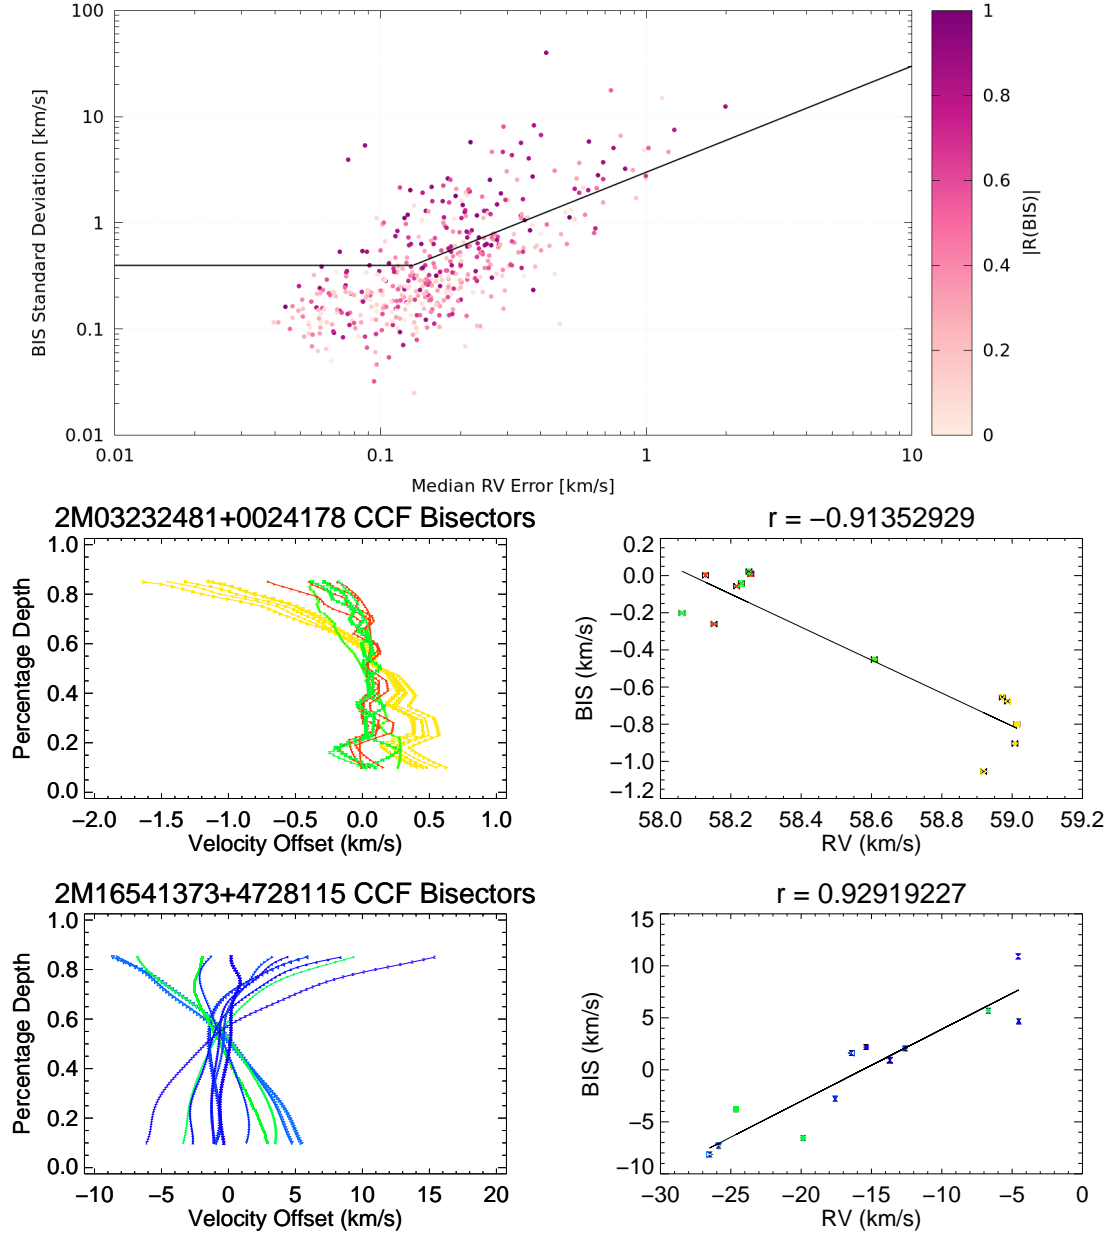 100
10
1
0.1
0.01
BIS Standard Deviation [km/s]
0.01 0.1 1 10
Median RV Error [km/s]
1
0.8
0.6
0.4
0.2
0
|R(BIS)|
2M03232481+0024178 CCF Bisectors
1.0
0.8
0.6
0.4
0.2
0.0
Percentage Depth
−2.0 −1.5 −1.0 −0.5 0.0 0.5 1.0
Velocity Offset (km/s)
r = −0.91352929
0.2
0.0
−0.2
−0.4
−0.6
−0.8
−1.0
−1.2
BIS (km/s)
58.0 58.2 58.4 58.6 58.8 59.0 59.2
RV (km/s)
2M16541373+4728115 CCF Bisectors
1.0
0.8
0.6
0.4
0.2
0.0
Percentage Depth
−10 −5 0 5 10 15 20
Velocity Offset (km/s)
r = 0.92919227
15
10
5
0
−5
−10
BIS (km/s)
−30 −25 −20 −15 −10 −5 0
RV (km/s)